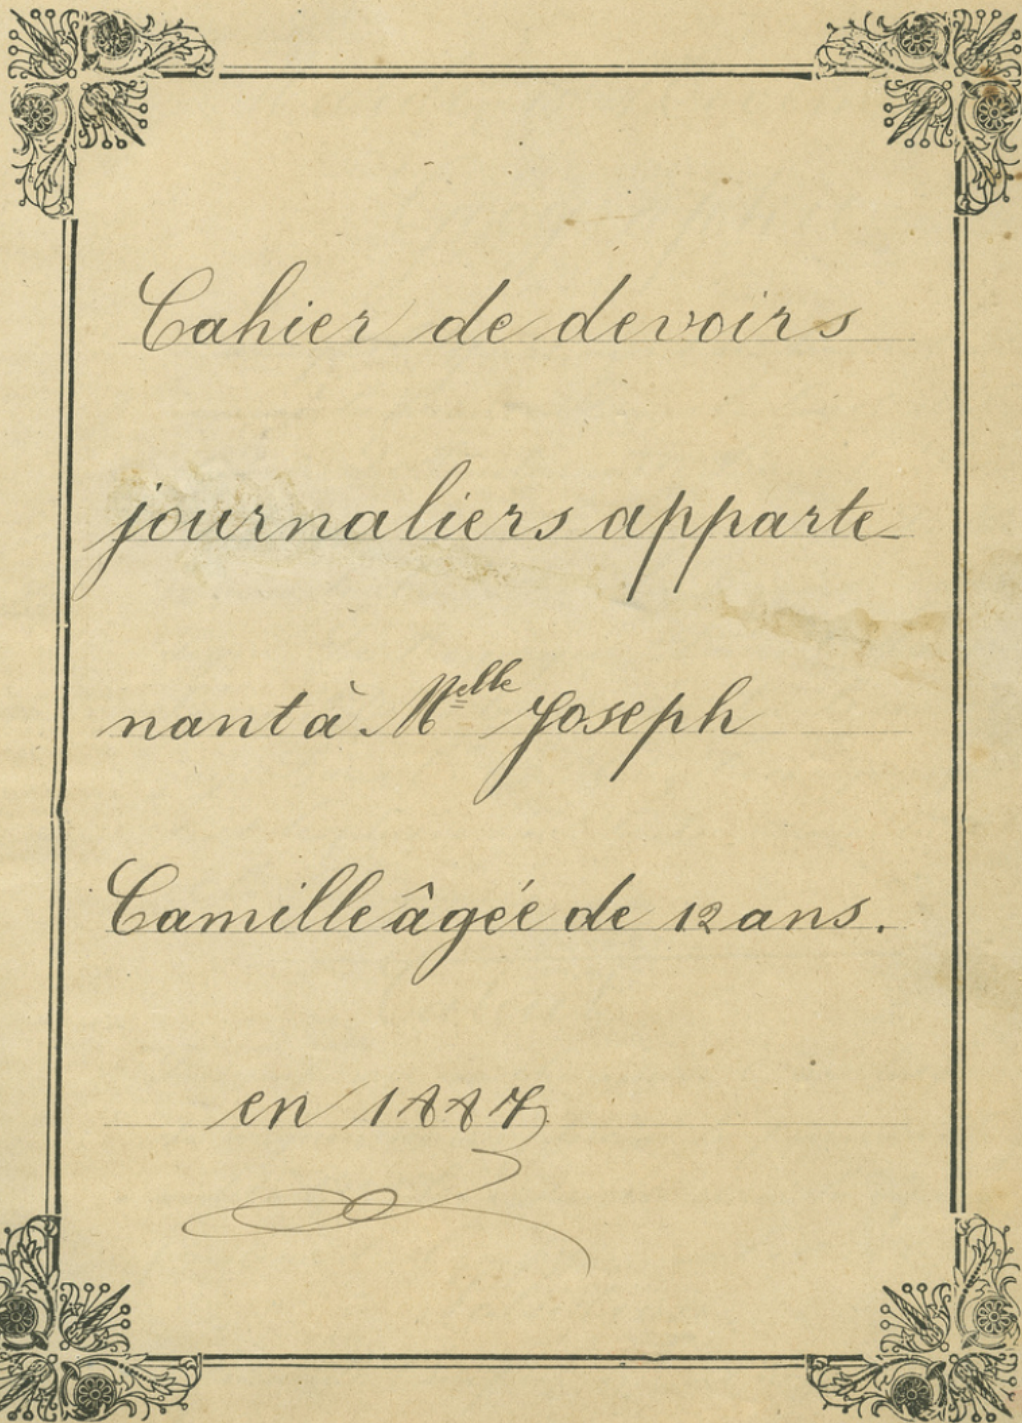 Cahier de devoirs
journaliers apparte
nant à Melle Joseph
Camille âgée de 12 ans.
en 1887